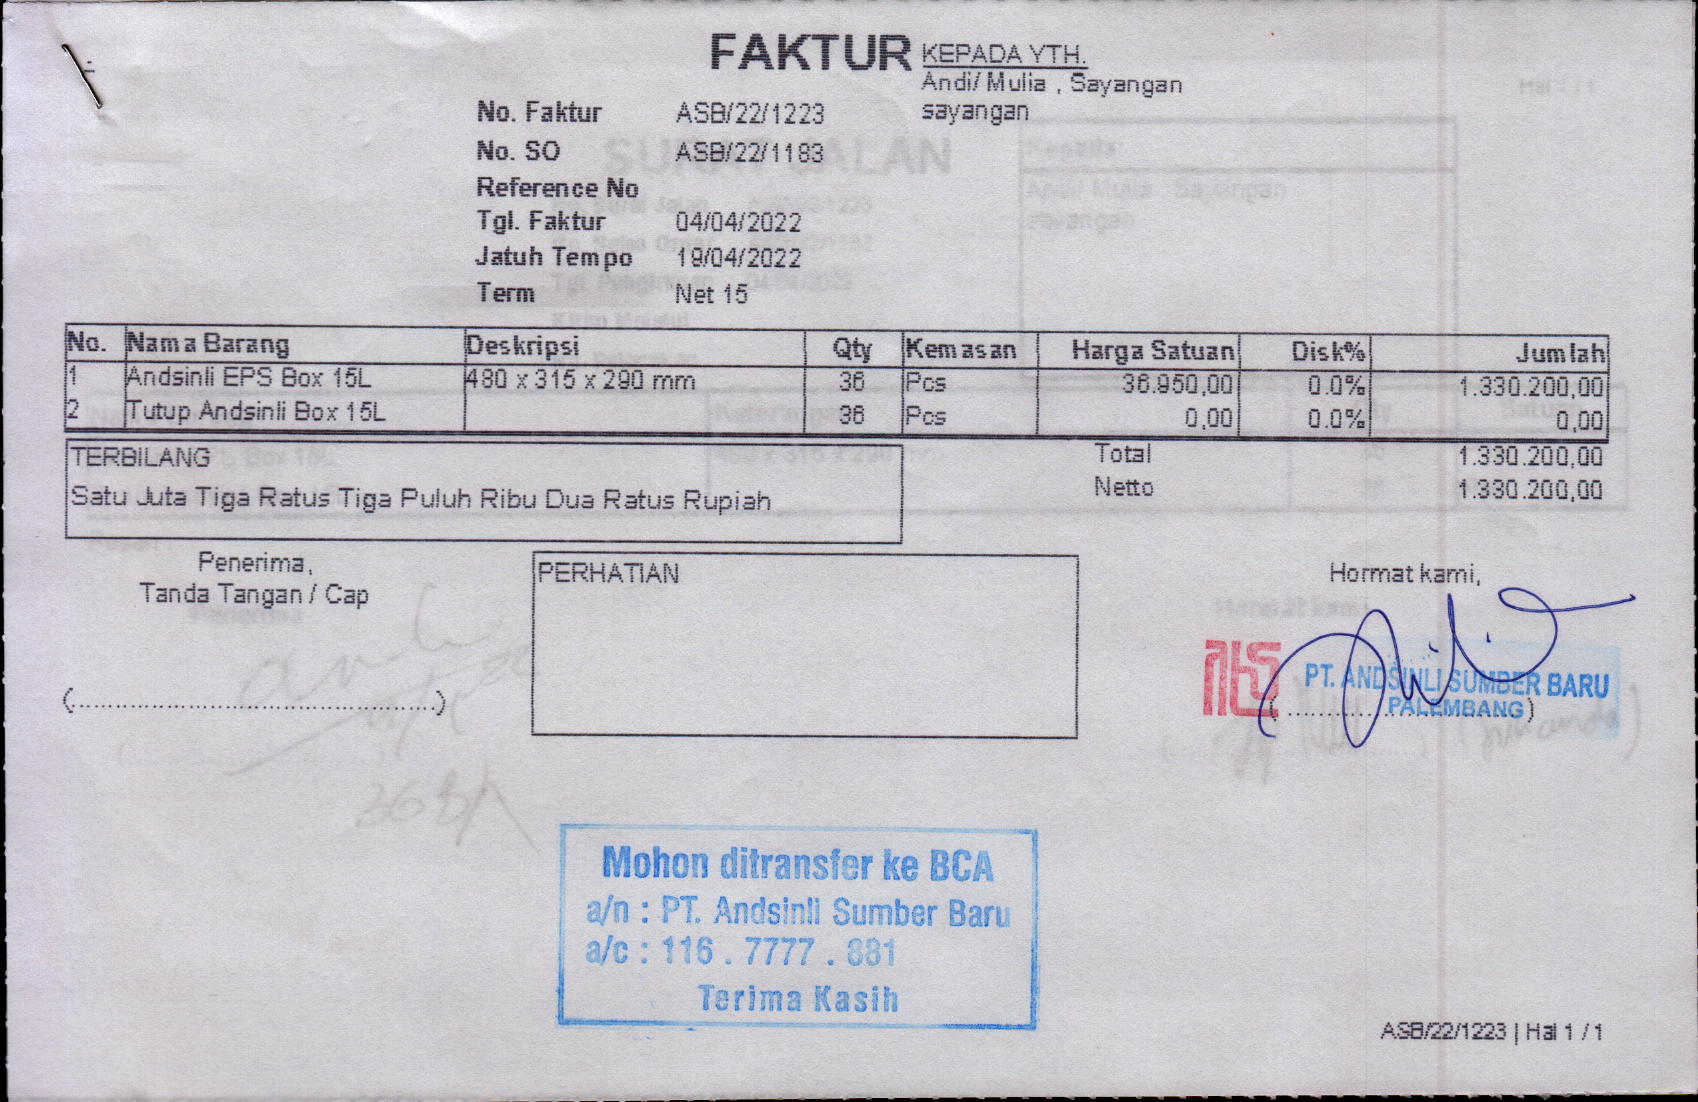 FAKTUR
KEPADA YTH.
Andi/ Mulia , Sayangan
sayangan
No. Faktur ASB/22/1223
No. SO ASB/22/1183
Reference No
Tgl. Faktur 04/04/2022
Jatuh Tempo 19/04/2022
Term Net 15
No. Nama Barang Deskripsi Qty Kemasan Harga Satuan Disk% Jumlah
1 Andsinli EPS Box 15L 480 x 315 x 290 mm 36 Pcs 36.950,00 0.0% 1.330.200,00
2 Tutup Andsinli Box 15L 36 Pcs 0,00 0.0% 0,00
TERBILANG
Satu Juta Tiga Ratus Tiga Puluh Ribu Dua Ratus Rupiah
Total 1.330.200,00
Netto 1.330.200,00
Penerima,
Tanda Tangan / Cap
(................................................)
PERHATIAN
Hormat kami,
PT. ANDSINLI SUMBER BARU
PALEMBANG
Mohon ditransfer ke BCA
a/n : PT. Andsinli Sumber Baru
a/c : 116 . 7777 . 881
Terima Kasih
ASB/22/1223 | Hal 1 / 1